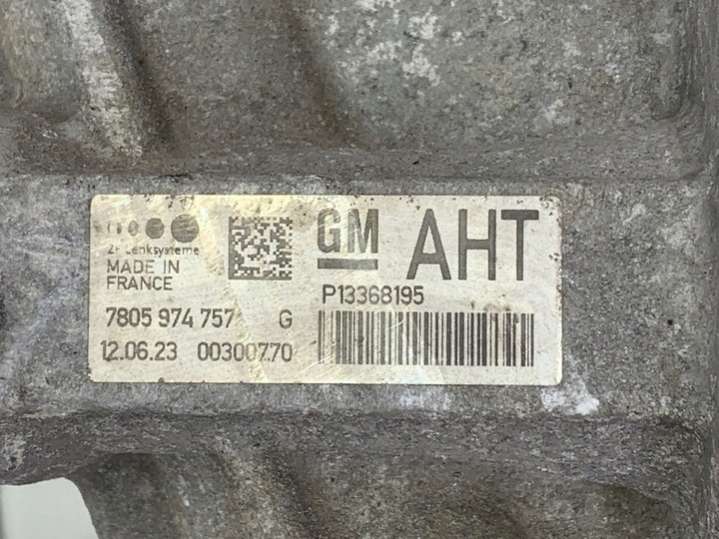 ZF Lenksysteme
MADE IN
FRANCE
7805 974 757 G
12.06.23 00300770
GM AHT
P13368195